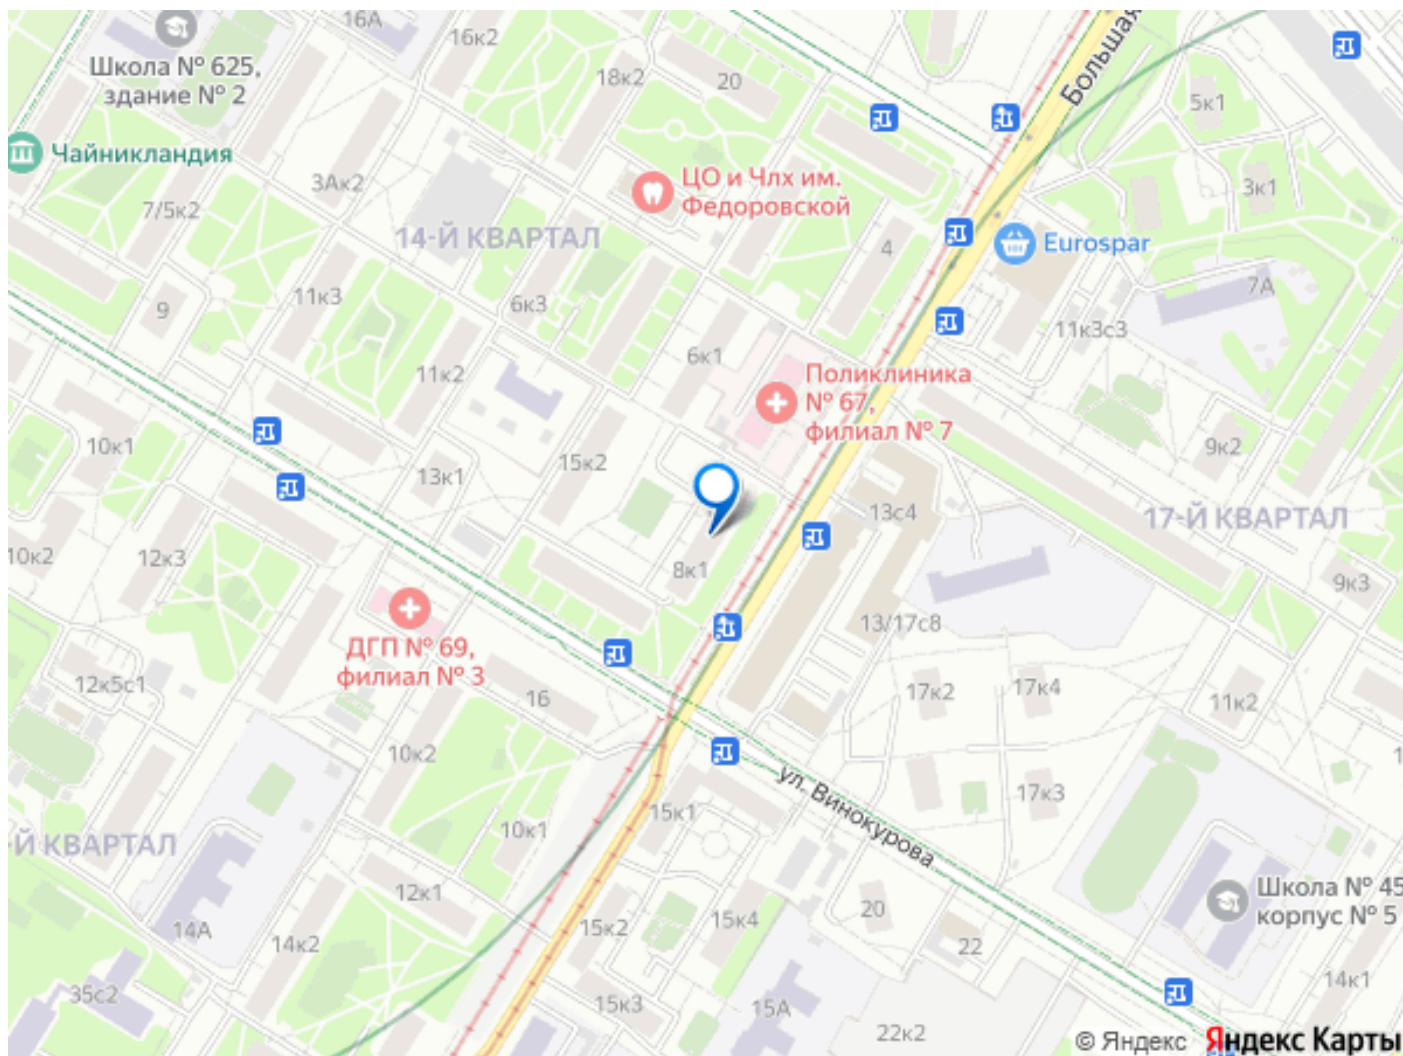 16А
16к2
Большая
Школа № 625,
здание № 2
18к2
20
5к1
Чайникландия
3Ак2
ЦО и Члх им.
Федоровской
3к1
7/5к2
14-Й КВАРТАЛ
4
Eurospar
7А
9
11к3
6к3
11к3с3
6к1
11к2
Поликлиника
№ 67,
филиал № 7
10к1
13к1
15к2
9к2
13с4
17-Й КВАРТАЛ
10к2
12к3
8к1
9к3
13/17с8
ДГП № 69,
филиал № 3
12к5с1
16
17к2
17к4
11к2
10к2
ул. Винокурова
17к3
15к1
10к1
-Й КВАРТАЛ
12к1
Школа № 45
корпус № 5
14А
14к2
15к2
15к4
20
22
14к1
35с2
15к3
15А
22к2
© Яндекс Яндекс Карты